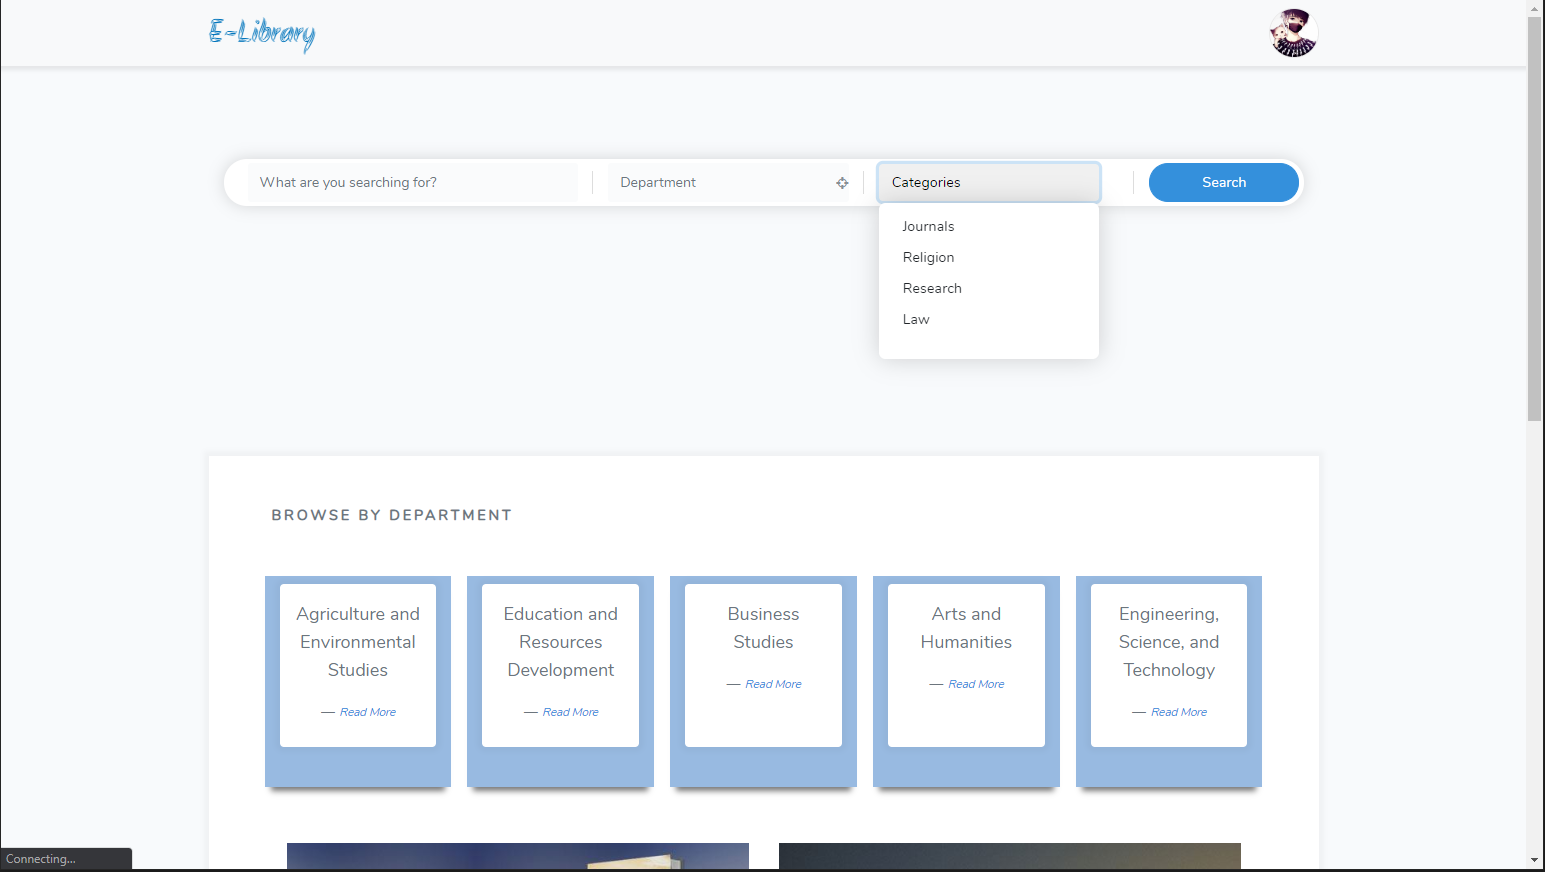 E-Library
What are you searching for?
Department
Categories
Search
Journals
Religion
Research
Law
BROWSE BY DEPARTMENT
Agriculture and
Environmental
Studies
— Read More
Education and
Resources
Development
— Read More
Business
Studies
— Read More
Arts and
Humanities
— Read More
Engineering,
Science, and
Technology
— Read More
Connecting...